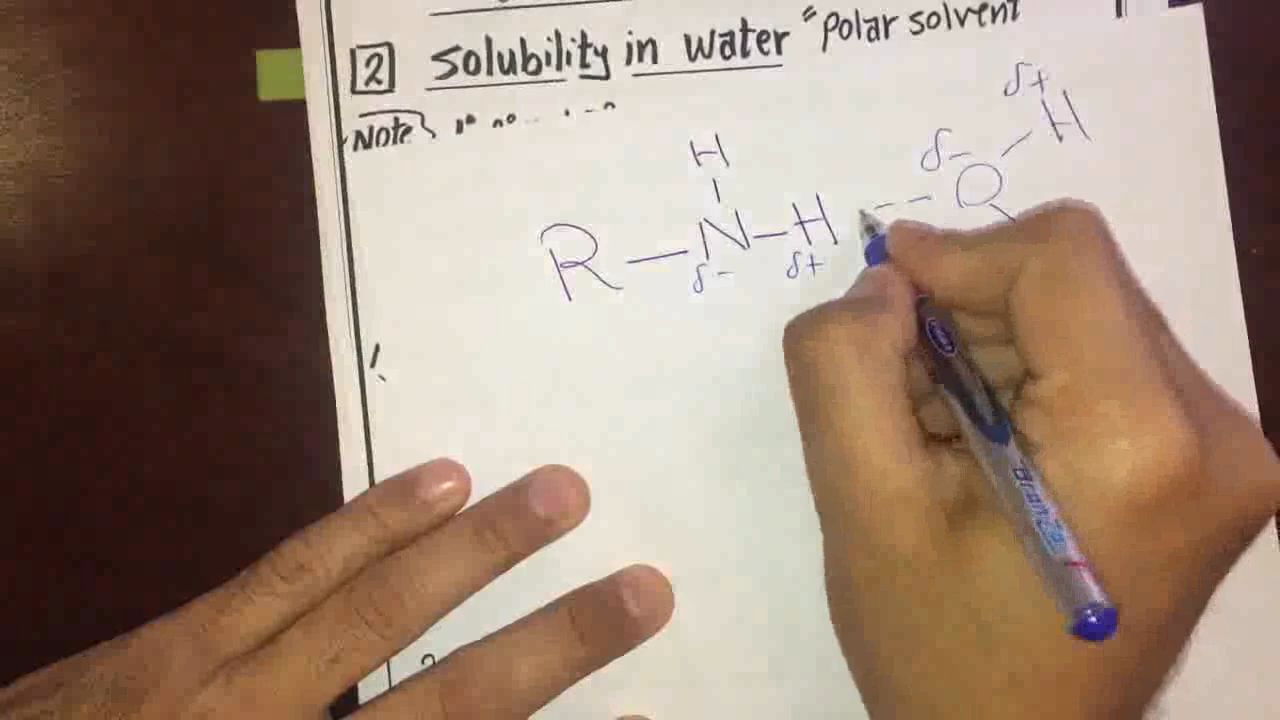 2 Solubility in water "polar solvent
Note
H
R — N — H --- O — H
δ- δ+ δ- δ+